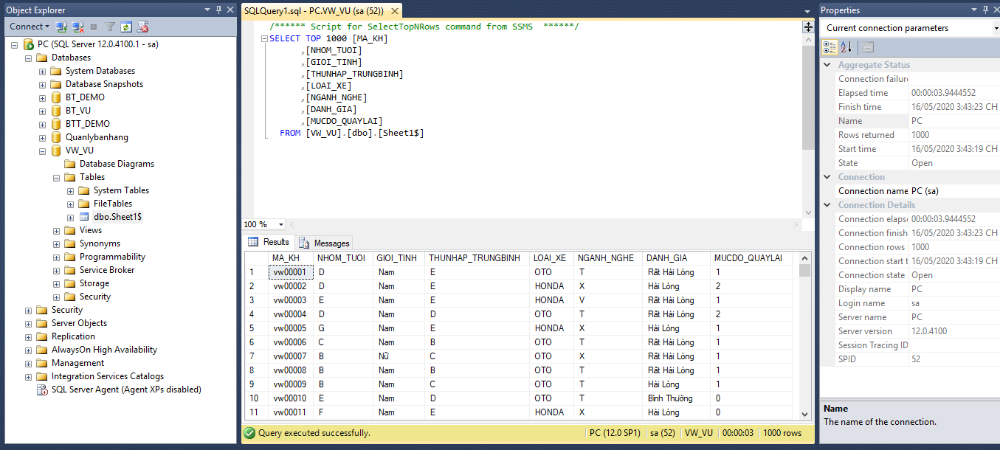 Object Explorer
Connect
PC (SQL Server 12.0.4100.1 - sa)
Databases
System Databases
Database Snapshots
BT_DEMO
BT_VU
BTT_DEMO
Quanlybanhang
VW_VU
Database Diagrams
Tables
System Tables
FileTables
dbo.Sheet1$
Views
Synonyms
Programmability
Service Broker
Storage
Security
Security
Server Objects
Replication
AlwaysOn High Availability
Management
Integration Services Catalogs
SQL Server Agent (Agent XPs disabled)
SQLQuery1.sql - PC.VW_VU (sa (52))
/****** Script for SelectTopNRows command from SSMS ******/
SELECT TOP 1000 [MA_KH]
,[NHOM_TUOI]
,[GIOI_TINH]
,[THUNHAP_TRUNGBINH]
,[LOAI_XE]
,[NGANH_NGHE]
,[DANH_GIA]
,[MUCDO_QUAYLAI]
FROM [VW_VU].[dbo].[Sheet1$]
100 %
Results Messages
MA_KH NHOM_TUOI GIOI_TINH THUNHAP_TRUNGBINH LOAI_XE NGANH_NGHE DANH_GIA MUCDO_QUAYLAI
1 vw00001 D Nam E OTO T Rất Hài Lòng 1
2 vw00002 D Nam E HONDA X Hài Lòng 2
3 vw00003 E Nam E HONDA V Rất Hài Lòng 1
4 vw00004 D Nam D OTO T Rất Hài Lòng 2
5 vw00005 G Nam E HONDA X Hài Lòng 1
6 vw00006 C Nam B OTO T Rất Hài Lòng 1
7 vw00007 B Nữ C OTO X Rất Hài Lòng 1
8 vw00008 B Nam B OTO T Rất Hài Lòng 1
9 vw00009 B Nam C OTO T Hài Lòng 1
10 vw00010 E Nam D OTO T Bình Thường 0
11 vw00011 F Nam E HONDA X Hài Lòng 0
Query executed successfully. PC (12.0 SP1) sa (52) VW_VU 00:00:03 1000 rows
Properties
Current connection parameters
Aggregate Status
Connection failur
Elapsed time 00:00:03.9444552
Finish time 16/05/2020 3:43:23 CH
Name PC
Rows returned 1000
Start time 16/05/2020 3:43:19 CH
State Open
Connection
Connection name PC (sa)
Connection Details
Connection elaps 00:00:03.9444552
Connection finish 16/05/2020 3:43:23 CH
Connection rows 1000
Connection start t 16/05/2020 3:43:19 CH
Connection state Open
Display name PC
Login name sa
Server name PC
Server version 12.0.4100
Session Tracing ID
SPID 52
Name
The name of the connection.